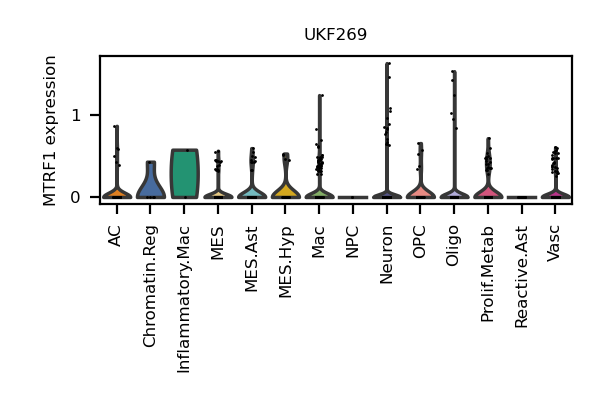 UKF269
MTRF1 expression
1
0
AC
Chromatin.Reg
Inflammatory.Mac
MES
MES.Ast
MES.Hyp
Mac
NPC
Neuron
OPC
Oligo
Prolif.Metab
Reactive.Ast
Vasc